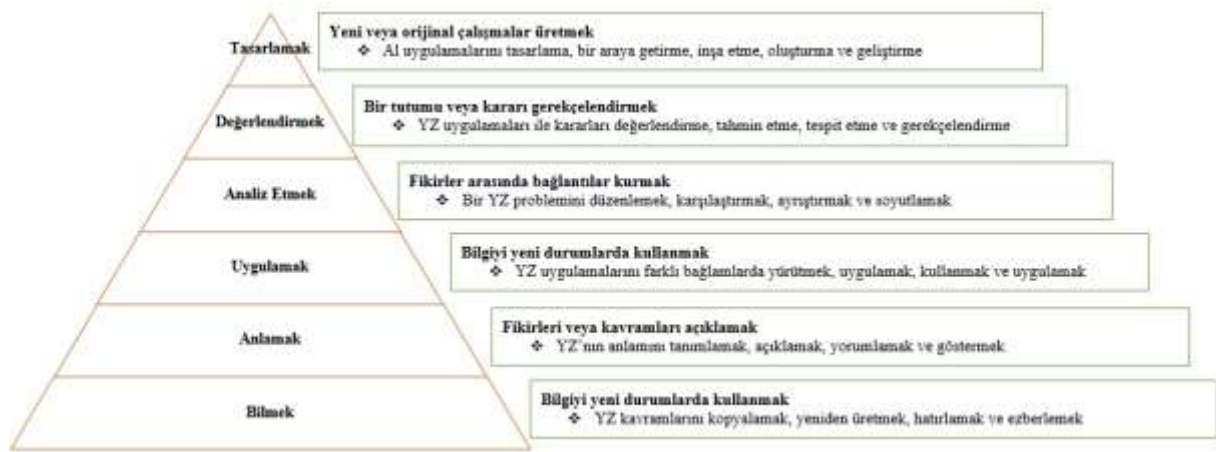 Tasarlamak
Yeni veya orijinal çalışmalar üretmek
❖ AI uygulamalarını tasarlama, bir araya getirme, inşa etme, oluşturma ve geliştirme
Değerlendirmek
Bir tutumu veya kararı gerekçelendirmek
❖ YZ uygulamaları ile kararları değerlendirme, tahmin etme, tespit etme ve gerekçelendirme
Analiz Etmek
Fikirler arasında bağlantılar kurmak
❖ Bir YZ problemini düzenlemek, karşılaştırmak, ayrıştırmak ve soyutlamak
Uygulamak
Bilgiyi yeni durumlarda kullanmak
❖ YZ uygulamalarını farklı bağlamlarda yürütmek, uygulamak, kullanmak ve uygulamak
Anlamak
Fikirleri veya kavramları açıklamak
❖ YZ'nın anlamını tanımlamak, açıklamak, yorumlamak ve göstermek
Bilmek
Bilgiyi yeni durumlarda kullanmak
❖ YZ kavramlarını kopyalamak, yeniden üretmek, hatırlamak ve ezberlemek